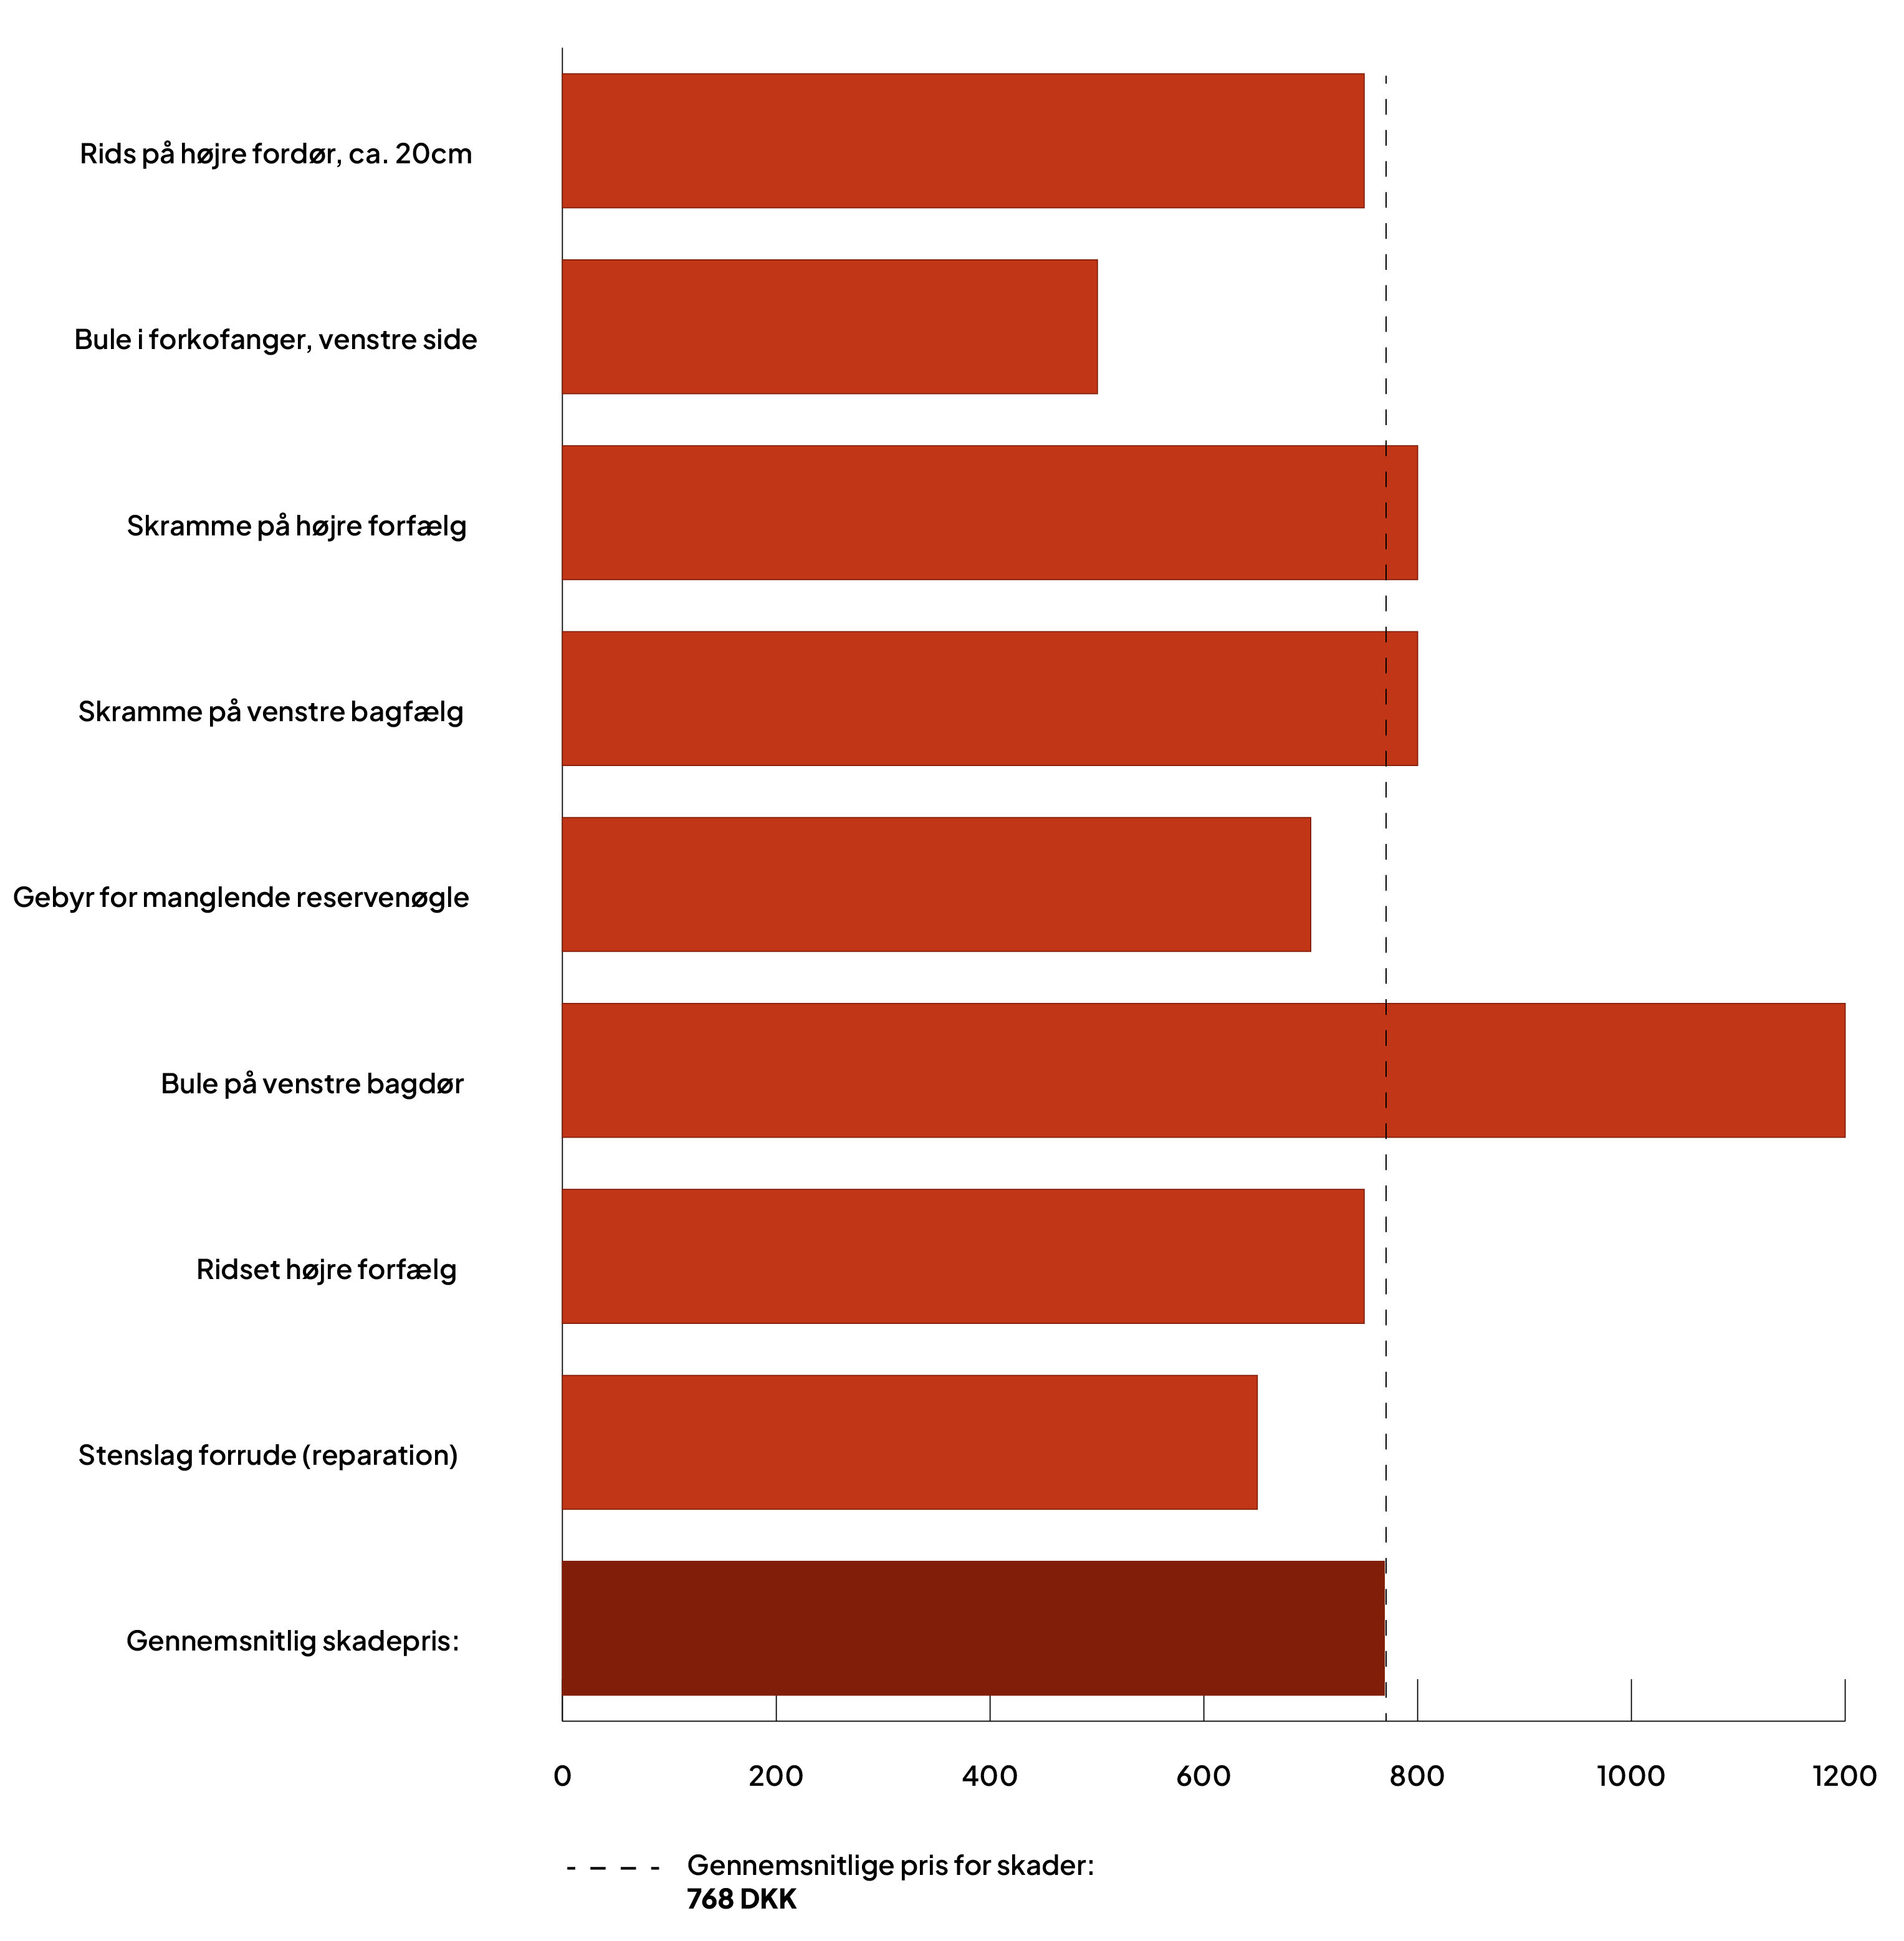 Rids på højre fordør, ca. 20cm
Bule i forkofanger, venstre side
Skramme på højre forfælg
Skramme på venstre bagfælg
Gebyr for manglende reservenøgle
Bule på venstre bagdør
Ridset højre forfælg
Stenslag forrude (reparation)
Gennemsnitlig skadepris:
0 200 400 600 800 1000 1200
Gennemsnitlige pris for skader:
768 DKK